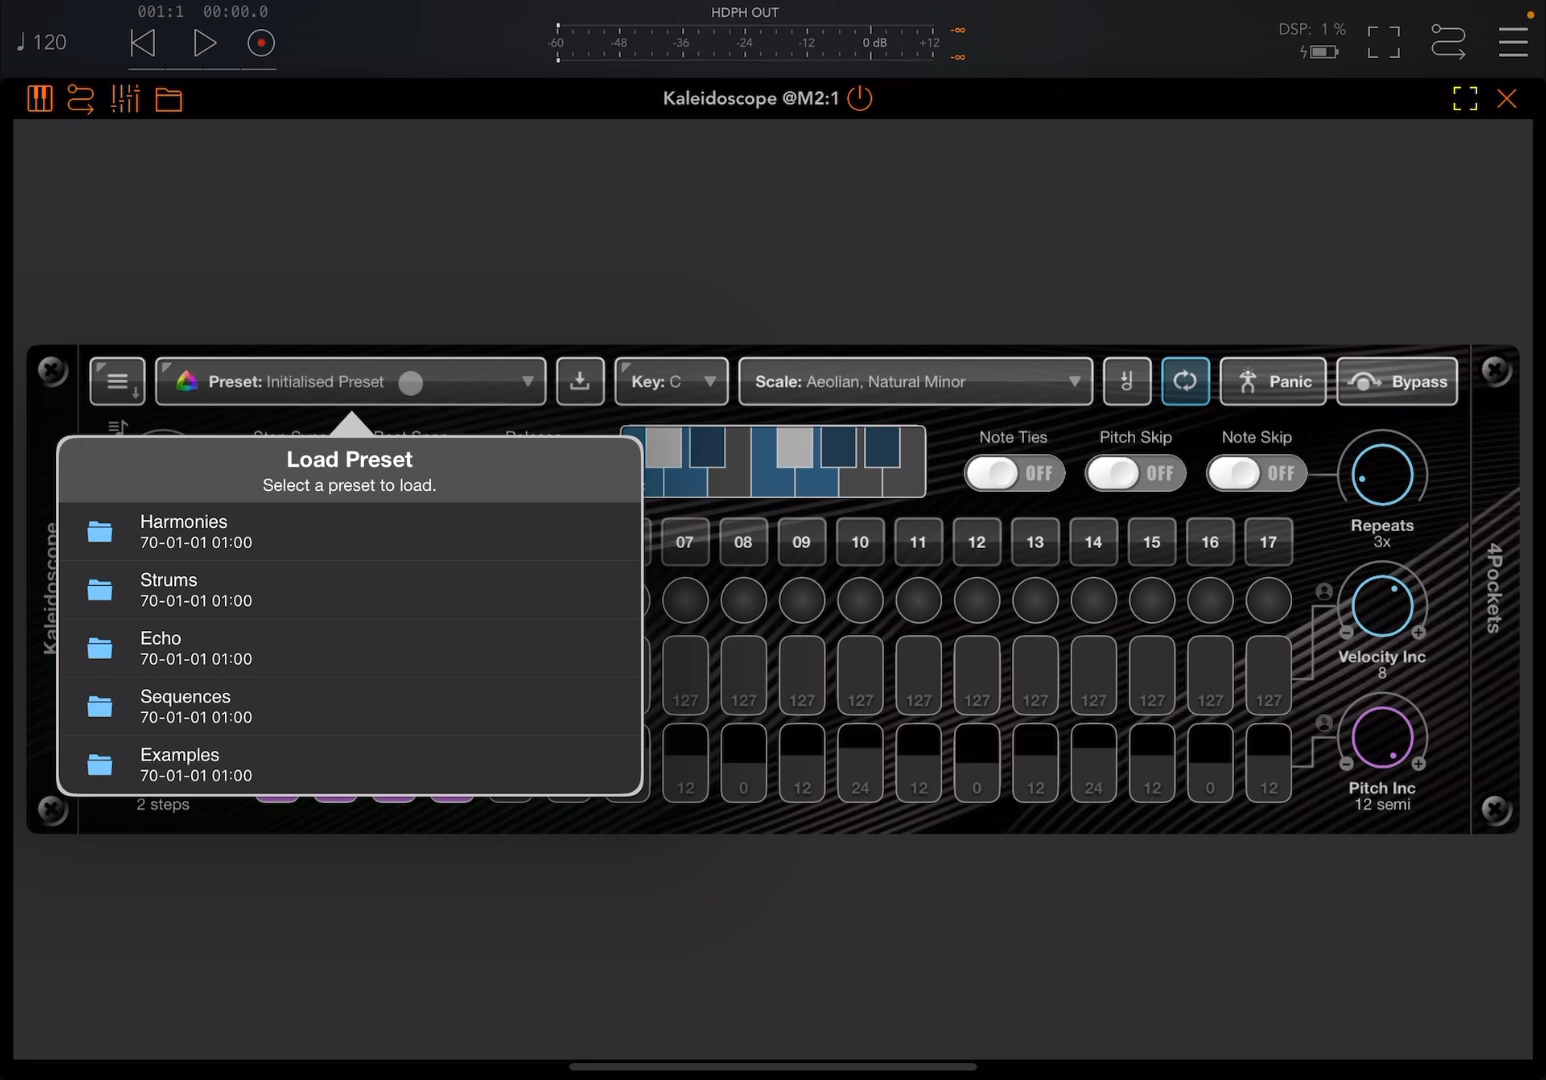 001:1 00:00.0
HDPH OUT
♩ 120
-60 -48 -36 -24 -12 0 dB +12
-∞
-∞
DSP: 1 %
Kaleidoscope @M2:1
Preset: Initialised Preset
Key: C
Scale: Aeolian, Natural Minor
Panic
Bypass
Load Preset
Select a preset to load.
Harmonies
70-01-01 01:00
Strums
70-01-01 01:00
Echo
70-01-01 01:00
Sequences
70-01-01 01:00
Examples
70-01-01 01:00
2 steps
Note Ties Pitch Skip Note Skip
OFF OFF OFF
Repeats
3x
07 08 09 10 11 12 13 14 15 16 17
Velocity Inc
8
127 127 127 127 127 127 127 127 127 127 127
Pitch Inc
12 semi
12 0 12 24 12 0 12 24 12 0 12
Kaleidoscope
4Pockets